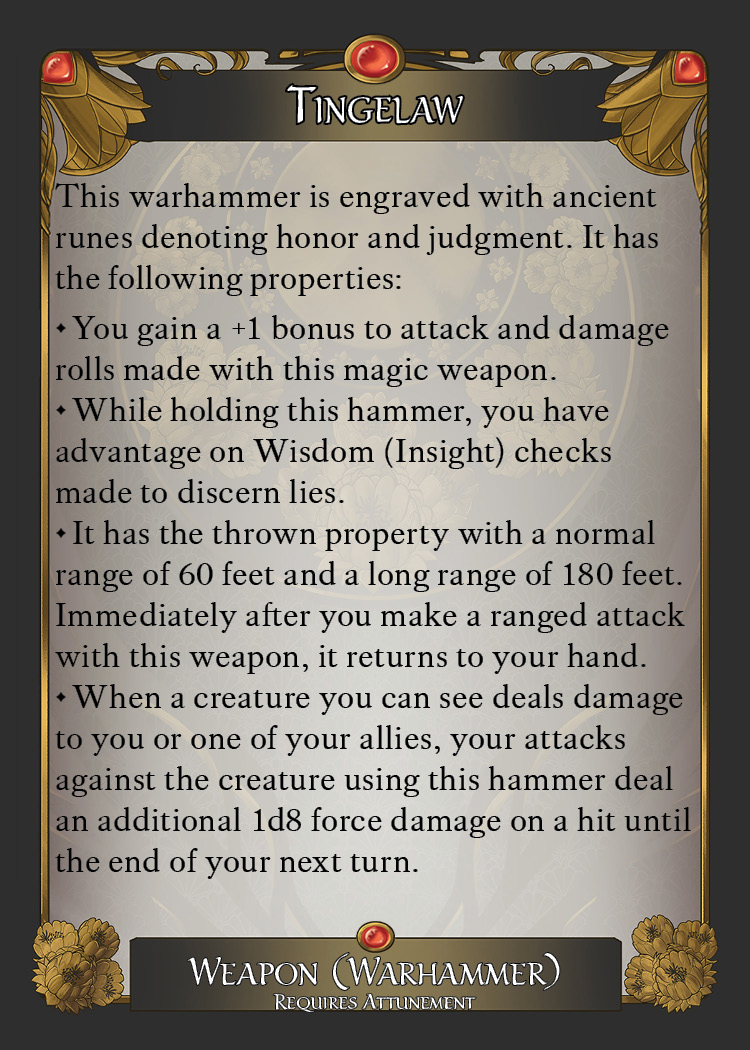 Tingelaw
This warhammer is engraved with ancient
runes denoting honor and judgment. It has
the following properties:
• You gain a +1 bonus to attack and damage
rolls made with this magic weapon.
• While holding this hammer, you have
advantage on Wisdom (Insight) checks
made to discern lies.
• It has the thrown property with a normal
range of 60 feet and a long range of 180 feet.
Immediately after you make a ranged attack
with this weapon, it returns to your hand.
• When a creature you can see deals damage
to you or one of your allies, your attacks
against the creature using this hammer deal
an additional 1d8 force damage on a hit until
the end of your next turn.
Weapon (Warhammer)
Requires Attunement